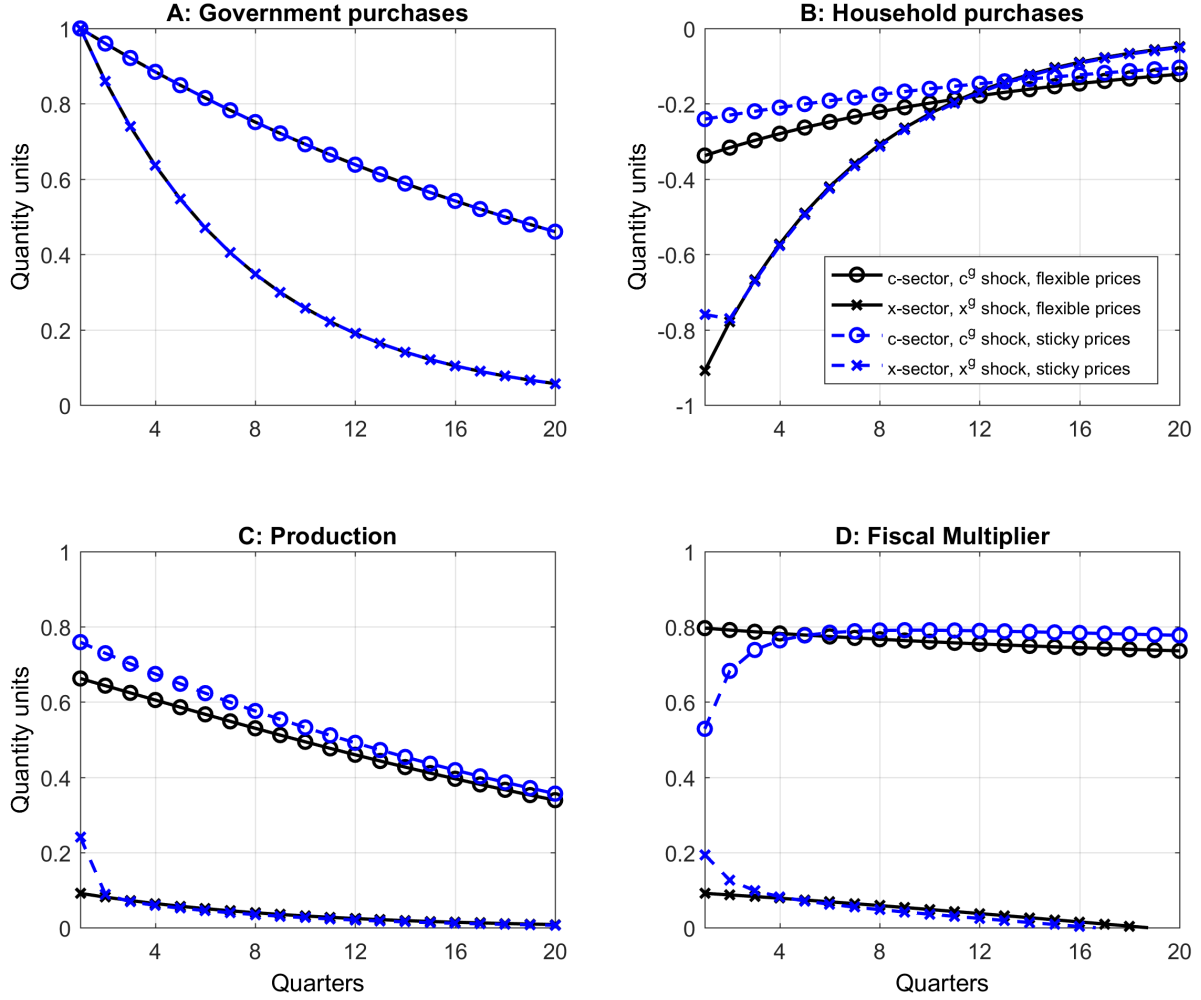 A: Government purchases
Quantity units
1
0.8
0.6
0.4
0.2
0
4 8 12 16 20
B: Household purchases
Quantity units
0
-0.2
-0.4
-0.6
-0.8
-1
4 8 12 16 20
c-sector, c^g shock, flexible prices
x-sector, x^g shock, flexible prices
c-sector, c^g shock, sticky prices
x-sector, x^g shock, sticky prices
C: Production
Quantity units
1
0.8
0.6
0.4
0.2
0
4 8 12 16 20
Quarters
D: Fiscal Multiplier
1
0.8
0.6
0.4
0.2
0
4 8 12 16 20
Quarters